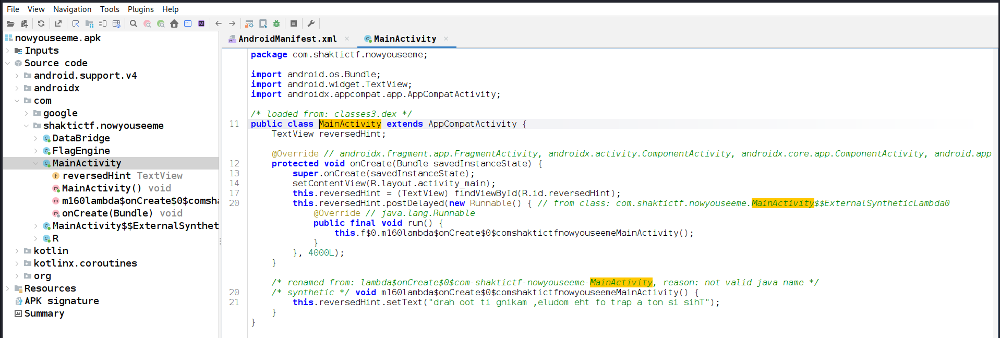 File View Navigation Tools Plugins Help
nowyouseeme.apk
Inputs
Source code
android.support.v4
androidx
com
google
shaktictf.nowyouseeme
DataBridge
FlagEngine
MainActivity
reversedHint TextView
MainActivity() void
m160lambda$onCreate$0$comsha
onCreate(Bundle) void
MainActivity$$ExternalSynthet
R
kotlin
kotlinx.coroutines
org
Resources
APK signature
Summary
AndroidManifest.xml × MainActivity ×
package com.shaktictf.nowyouseeme;
import android.os.Bundle;
import android.widget.TextView;
import androidx.appcompat.app.AppCompatActivity;
/* loaded from: classes3.dex */
11 public class MainActivity extends AppCompatActivity {
TextView reversedHint;
@Override // androidx.fragment.app.FragmentActivity, androidx.activity.ComponentActivity, androidx.core.app.ComponentActivity, android.app
12 protected void onCreate(Bundle savedInstanceState) {
13 super.onCreate(savedInstanceState);
14 setContentView(R.layout.activity_main);
17 this.reversedHint = (TextView) findViewById(R.id.reversedHint);
20 this.reversedHint.postDelayed(new Runnable() { // from class: com.shaktictf.nowyouseeme.MainActivity$$ExternalSyntheticLambda0
@Override // java.lang.Runnable
public final void run() {
this.f$0.m160lambda$onCreate$0$comshaktictfnowyouseemeMainActivity();
}
}, 4000L);
}
/* renamed from: lambda$onCreate$0$com-shaktictf-nowyouseeme-MainActivity, reason: not valid java name */
20 /* synthetic */ void m160lambda$onCreate$0$comshaktictfnowyouseemeMainActivity() {
21 this.reversedHint.setText("drah oot ti gnikam ,eludom eht fo trap a ton si sihT");
}
}